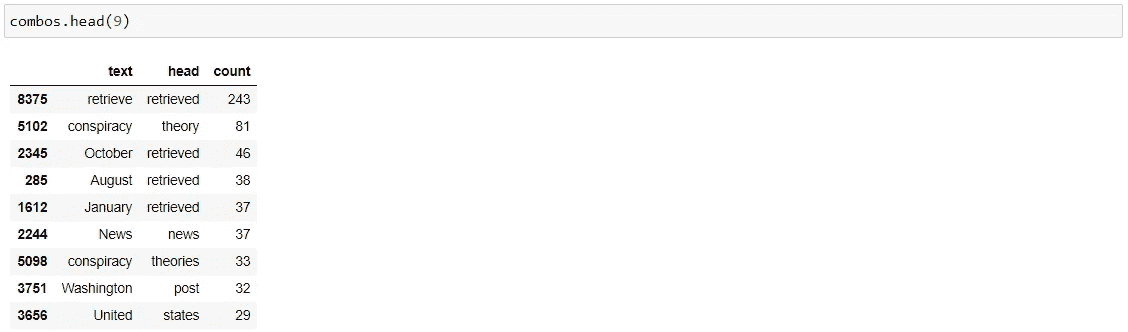 combos.head(9)
text head count
8375 retrieve retrieved 243
5102 conspiracy theory 81
2345 October retrieved 46
285 August retrieved 38
1612 January retrieved 37
2244 News news 37
5098 conspiracy theories 33
3751 Washington post 32
3656 United states 29